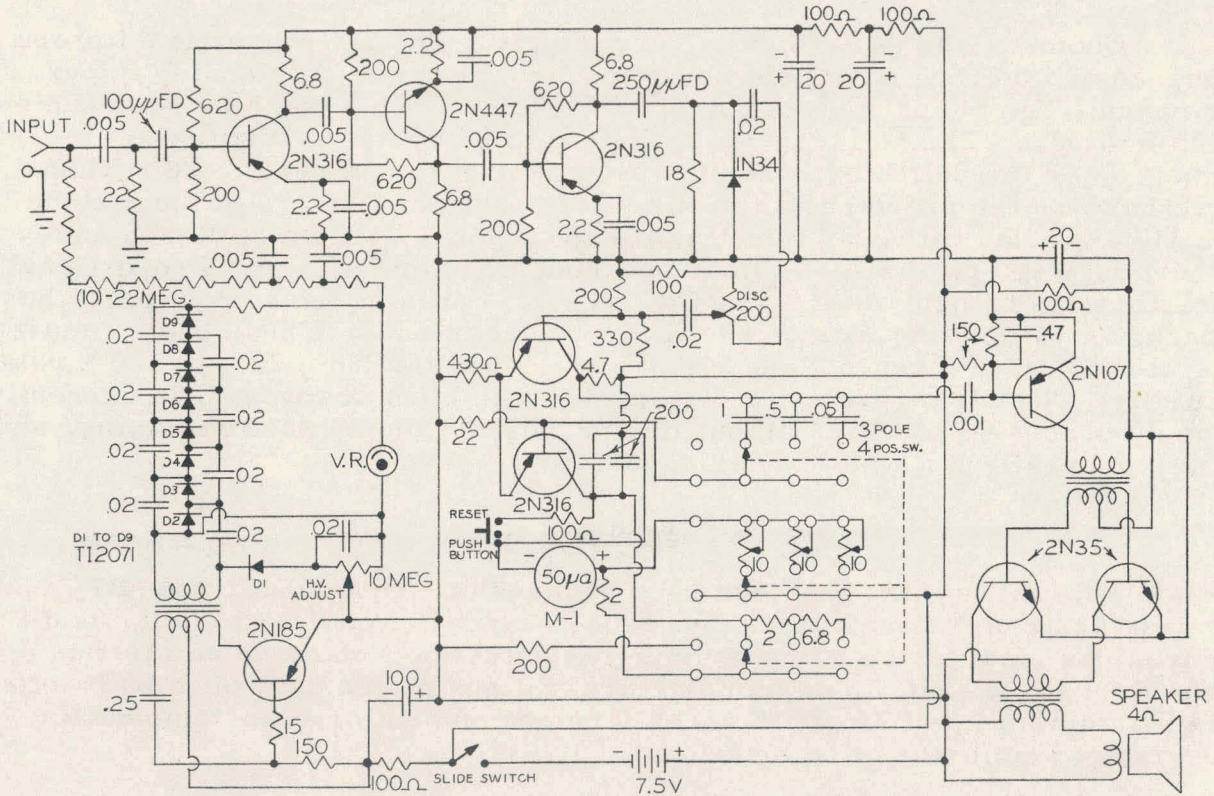 100Ω
100Ω
2.2
.005
6.8
200
6.8
250µµFD
20
20
620
100µµFD
.005
2N447
620
.02
INPUT
.005
.005
2N316
2N316
1N34
18
620
6.8
22
200
2.2
.005
200
2.2
.005
20
.005
.005
100
100Ω
(10)-22 MEG.
200
DISC
200
150
.47
.02
D9
330
.02
D8
.02
430Ω
4.7
2N107
D7
.02
2N316
.001
D6
1
.5
.05
.02
22
200
3 POLE
4 POS.SW.
D5
V.R.
D4
.02
.02
D3
2N316
D2
RESET
100Ω
D1 TO D9
TI2071
.02
.02
PUSH
BUTTON
2N35
D1
H.V.
ADJUST
10 MEG
50µa
10
10
10
2
M-1
2N185
2
6.8
200
100
SPEAKER
4Ω
.25
15
150
100Ω
SLIDE SWITCH
7.5V